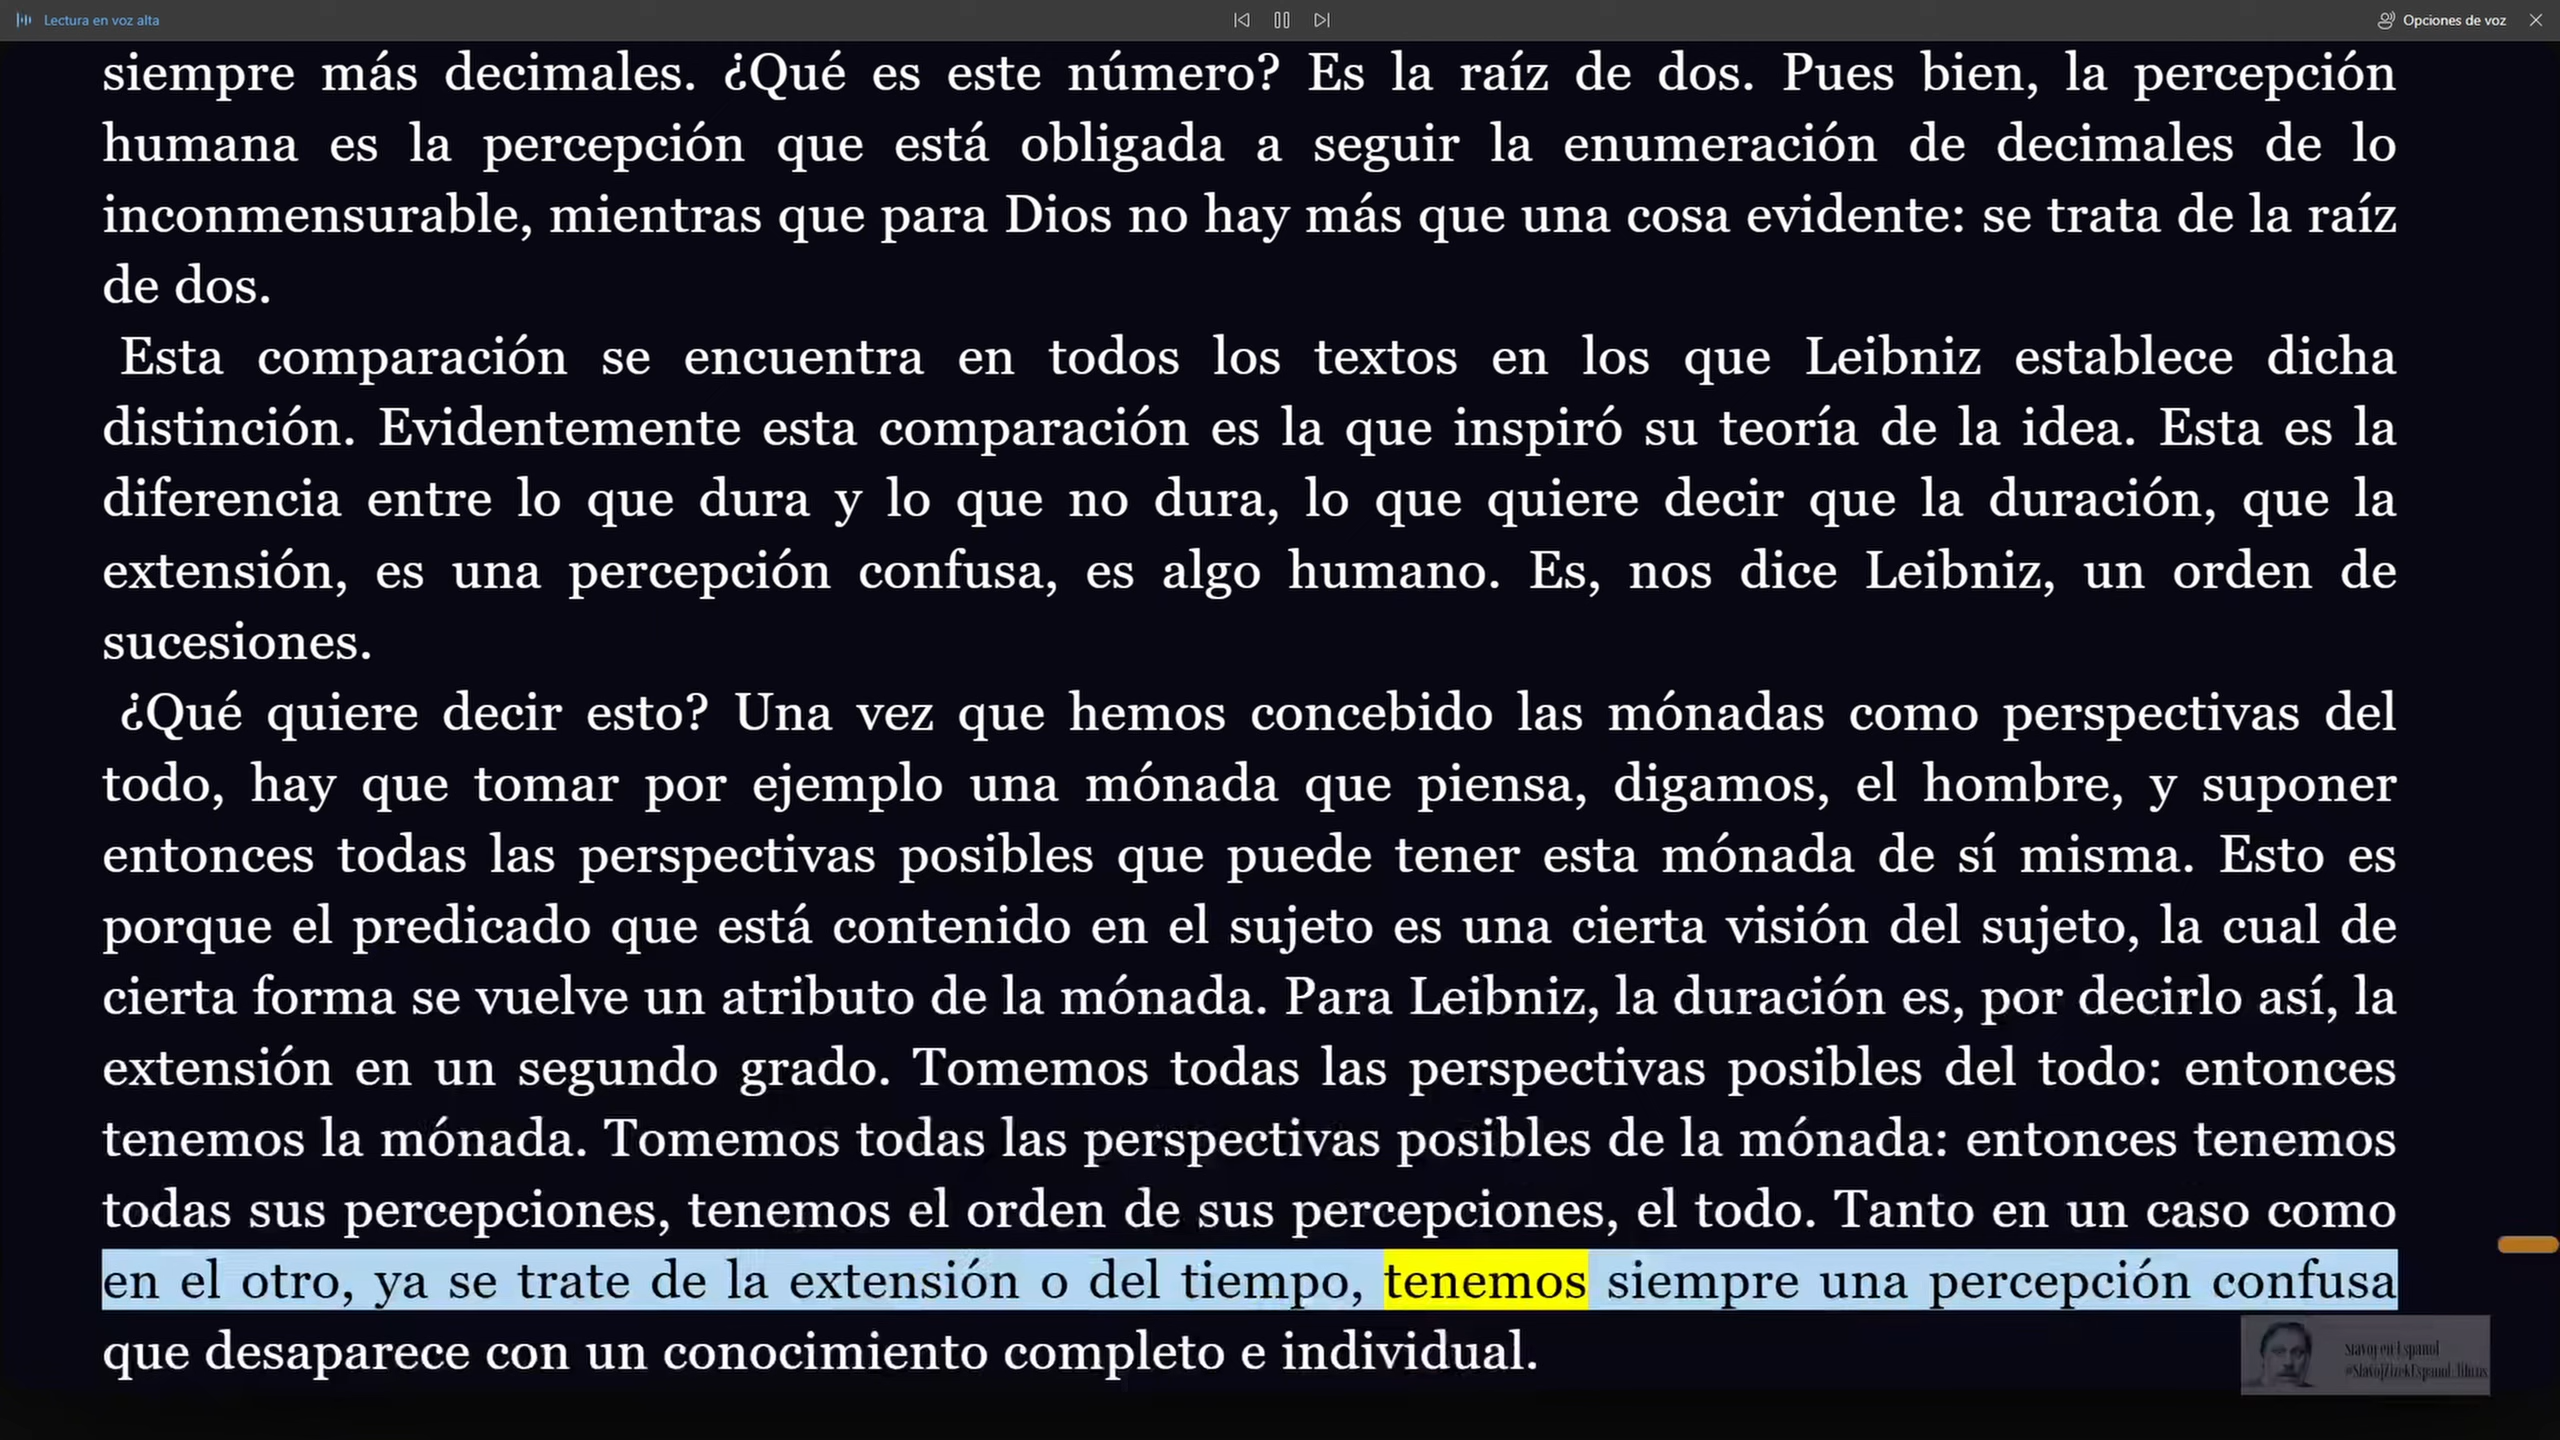 Lectura en voz alta
Opciones de voz
siempre más decimales. ¿Qué es este número? Es la raíz de dos. Pues bien, la percepción
humana es la percepción que está obligada a seguir la enumeración de decimales de lo
inconmensurable, mientras que para Dios no hay más que una cosa evidente: se trata de la raíz
de dos.
Esta comparación se encuentra en todos los textos en los que Leibniz establece dicha
distinción. Evidentemente esta comparación es la que inspiró su teoría de la idea. Esta es la
diferencia entre lo que dura y lo que no dura, lo que quiere decir que la duración, que la
extensión, es una percepción confusa, es algo humano. Es, nos dice Leibniz, un orden de
sucesiones.
¿Qué quiere decir esto? Una vez que hemos concebido las mónadas como perspectivas del
todo, hay que tomar por ejemplo una mónada que piensa, digamos, el hombre, y suponer
entonces todas las perspectivas posibles que puede tener esta mónada de sí misma. Esto es
porque el predicado que está contenido en el sujeto es una cierta visión del sujeto, la cual de
cierta forma se vuelve un atributo de la mónada. Para Leibniz, la duración es, por decirlo así, la
extensión en un segundo grado. Tomemos todas las perspectivas posibles del todo: entonces
tenemos la mónada. Tomemos todas las perspectivas posibles de la mónada: entonces tenemos
todas sus percepciones, tenemos el orden de sus percepciones, el todo. Tanto en un caso como
en el otro, ya se trate de la extensión o del tiempo, tenemos siempre una percepción confusa
que desaparece con un conocimiento completo e individual.
Slavoj en Español